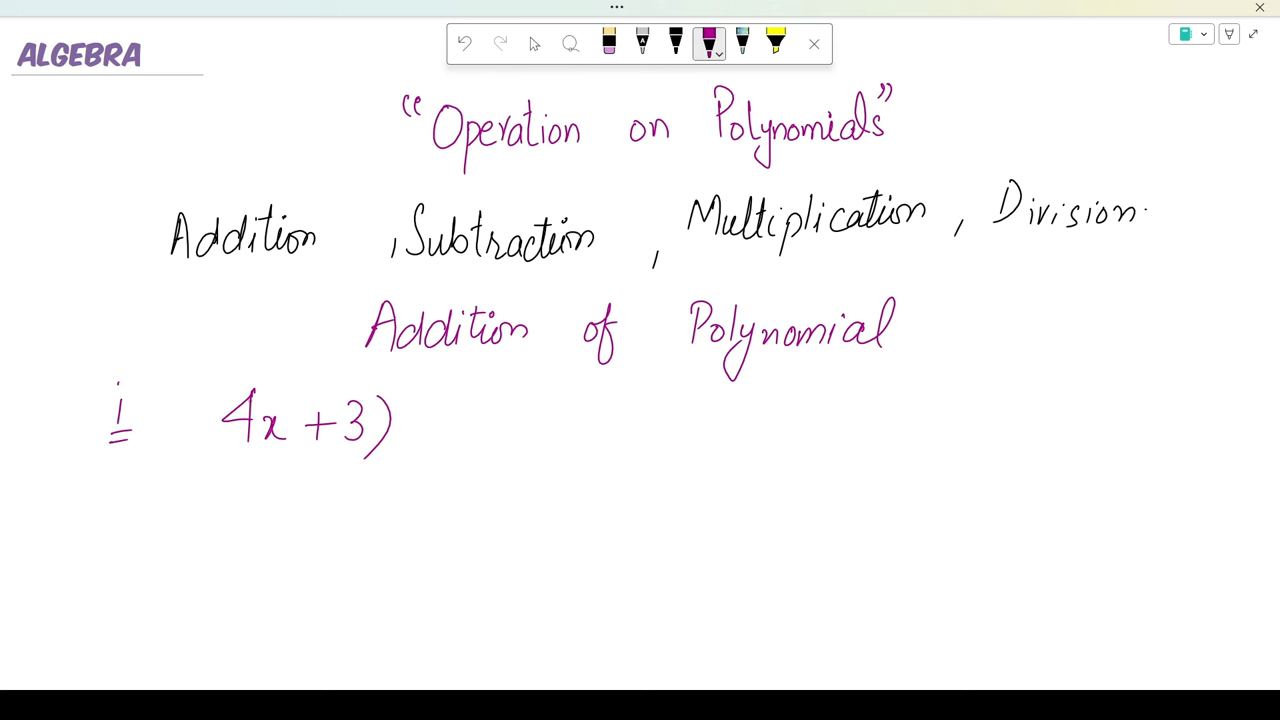 ALGEBRA
"Operation on Polynomials"
Addition , Subtraction , Multiplication , Division.
Addition of Polynomial
i 4x + 3)